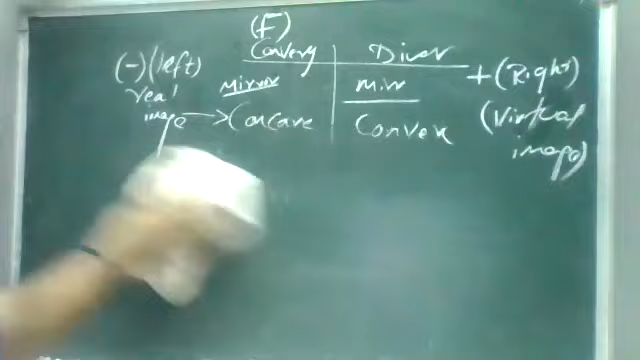 (F)
Converg Diver
(-)(left) mirror mirr +(Right)
real image → Concave Convex (Virtual
image)